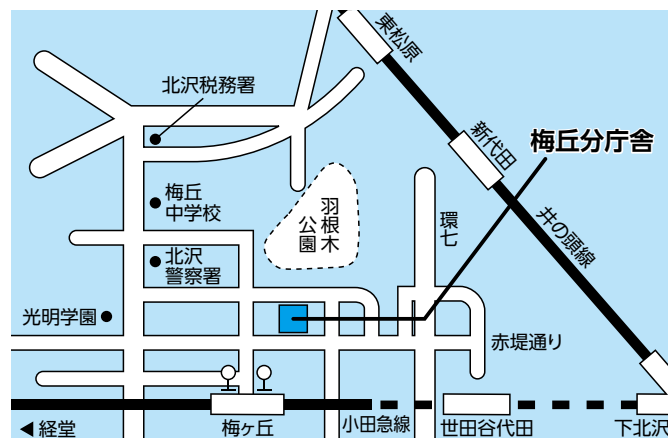 東松原
北沢税務署
新代田
梅丘分庁舎
梅丘
中学校
羽根木
公園
環七
井の頭線
北沢
警察署
光明学園
赤堤通り
経堂
梅ヶ丘
小田急線
世田谷代田
下北沢